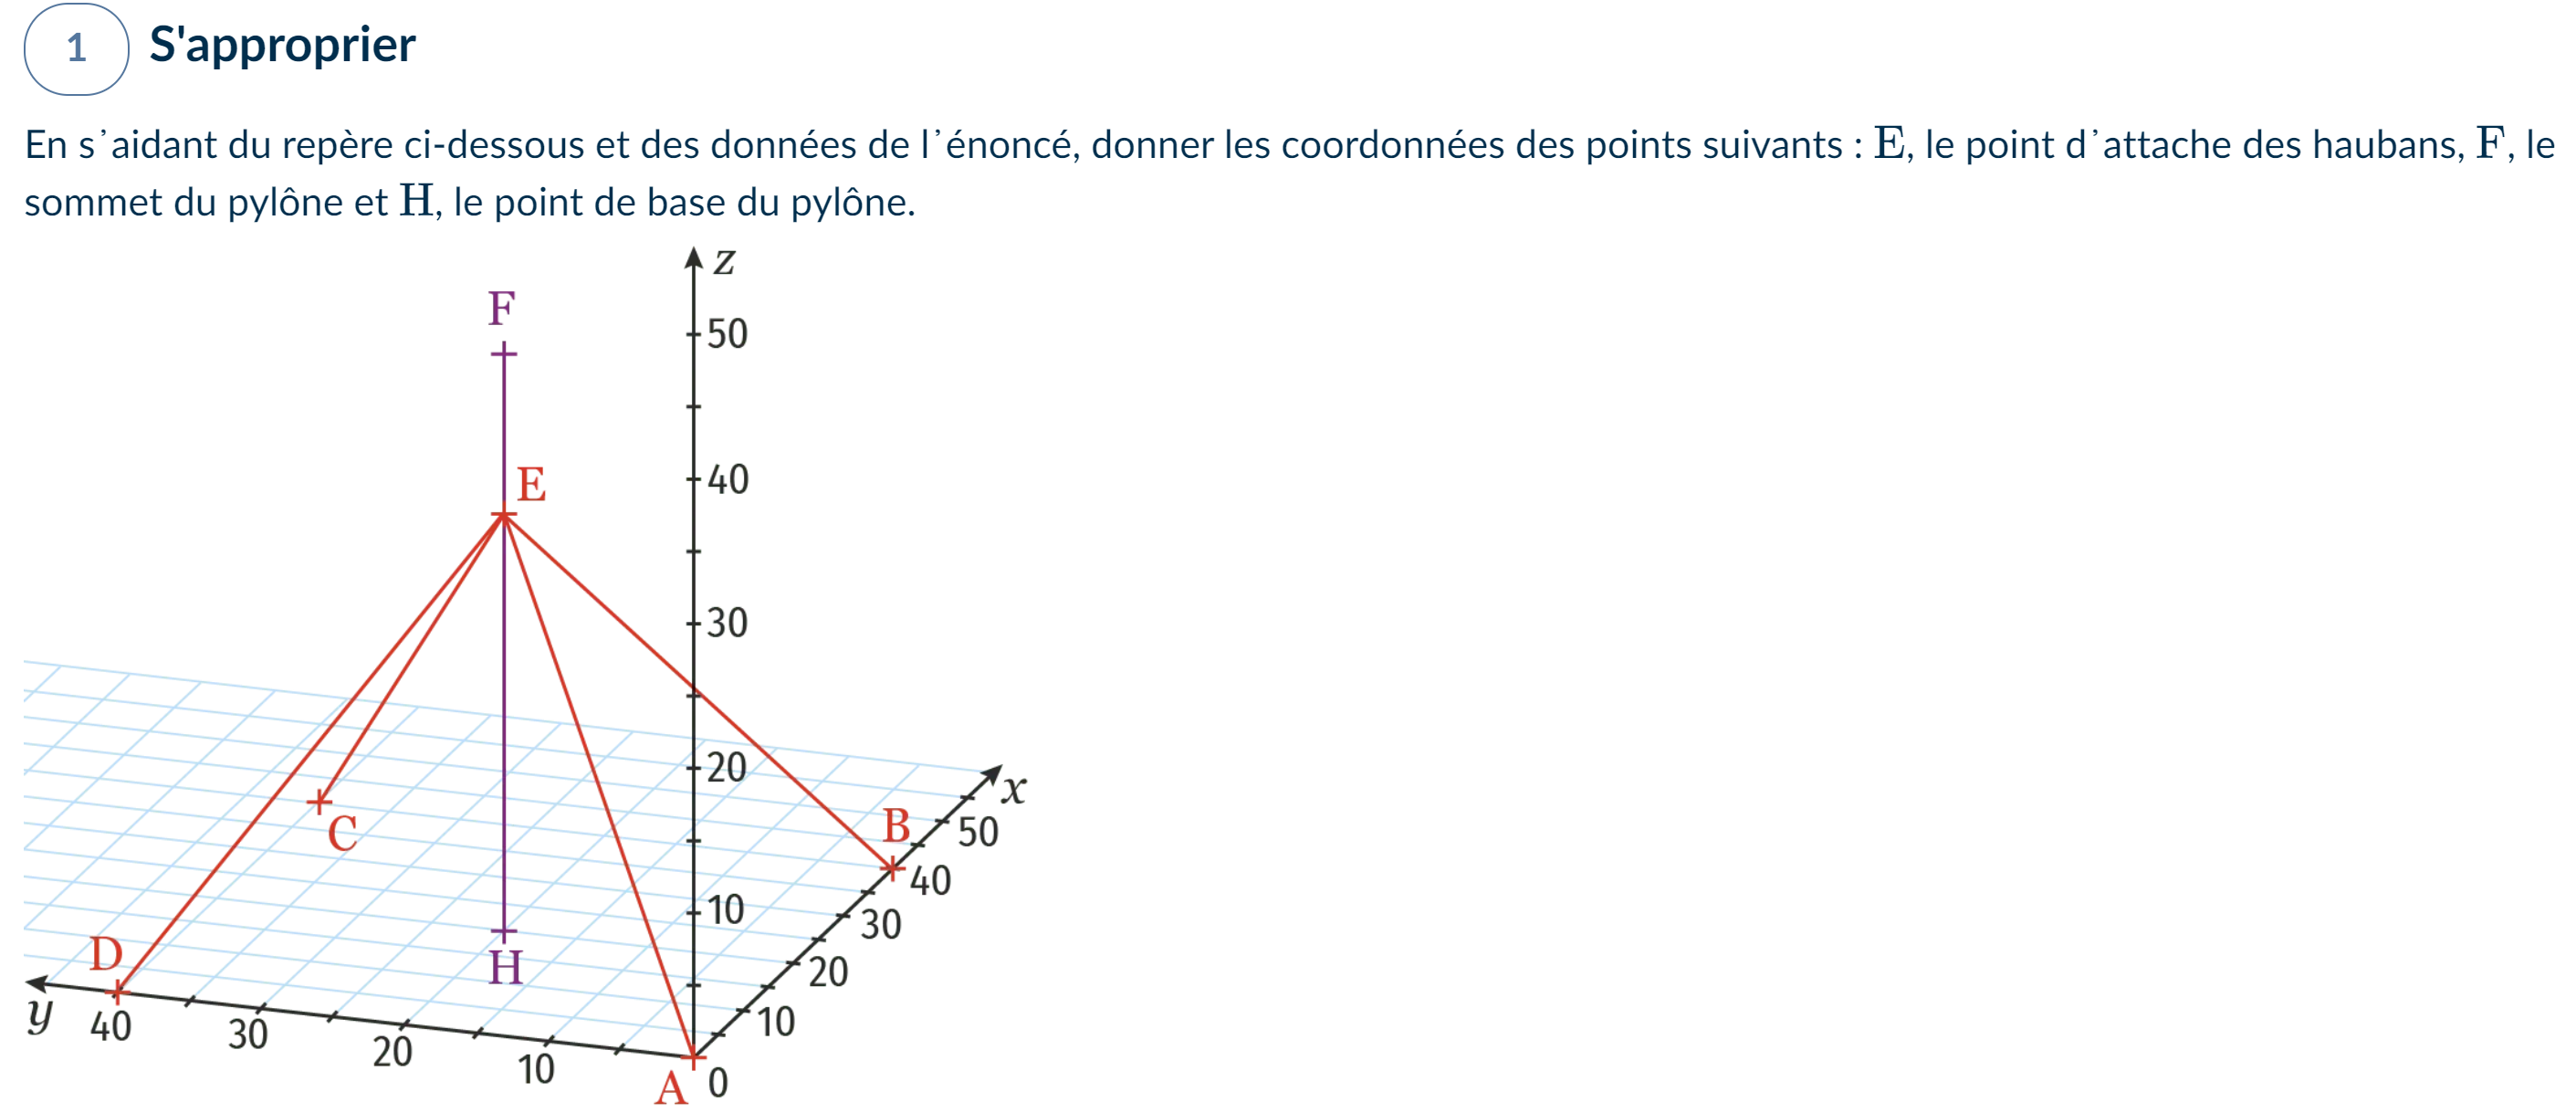 1 S'approprier
En s'aidant du repère ci-dessous et des données de l'énoncé, donner les coordonnées des points suivants : E, le point d'attache des haubans, F, le
sommet du pylône et H, le point de base du pylône.
z
F
50
E
40
30
20
x
B
50
C
40
10
30
D
H
20
y
40
30
10
20
10
A
0